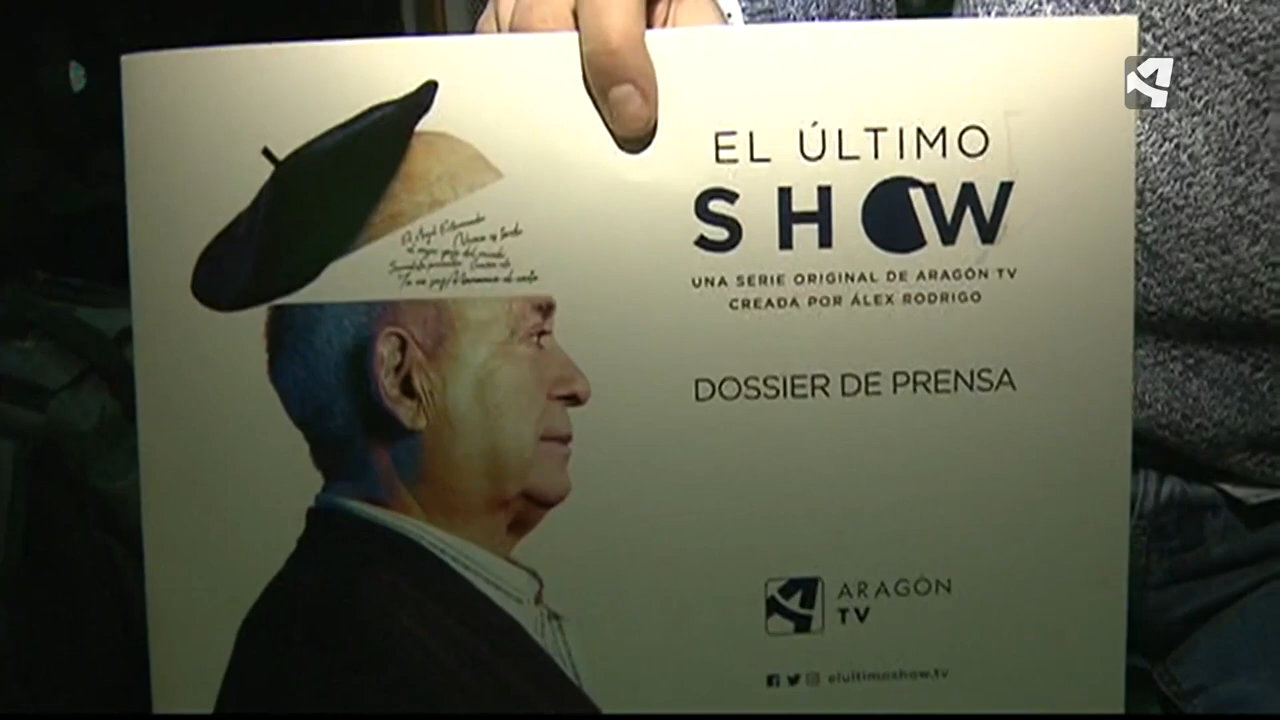 EL ÚLTIMO
SHOW
UNA SERIE ORIGINAL DE ARAGÓN TV
CREADA POR ÁLEX RODRIGO
DOSSIER DE PRENSA
ARAGÓN
TV
elultimoshow.tv